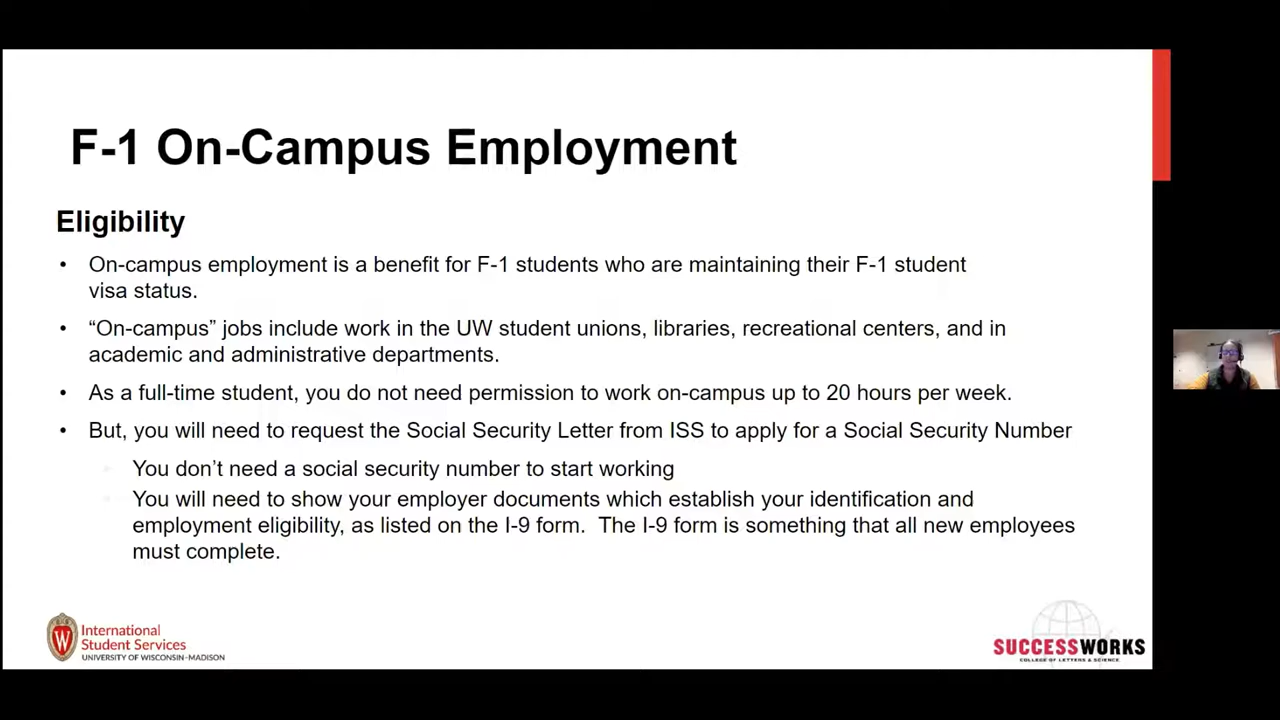 F-1 On-Campus Employment
Eligibility
• On-campus employment is a benefit for F-1 students who are maintaining their F-1 student
visa status.
• “On-campus” jobs include work in the UW student unions, libraries, recreational centers, and in
academic and administrative departments.
• As a full-time student, you do not need permission to work on-campus up to 20 hours per week.
• But, you will need to request the Social Security Letter from ISS to apply for a Social Security Number
You don’t need a social security number to start working
You will need to show your employer documents which establish your identification and
employment eligibility, as listed on the I-9 form.  The I-9 form is something that all new employees
must complete.
W
International
Student Services
UNIVERSITY OF WISCONSIN-MADISON
SUCCESSWORKS
COLLEGE OF LETTERS & SCIENCE